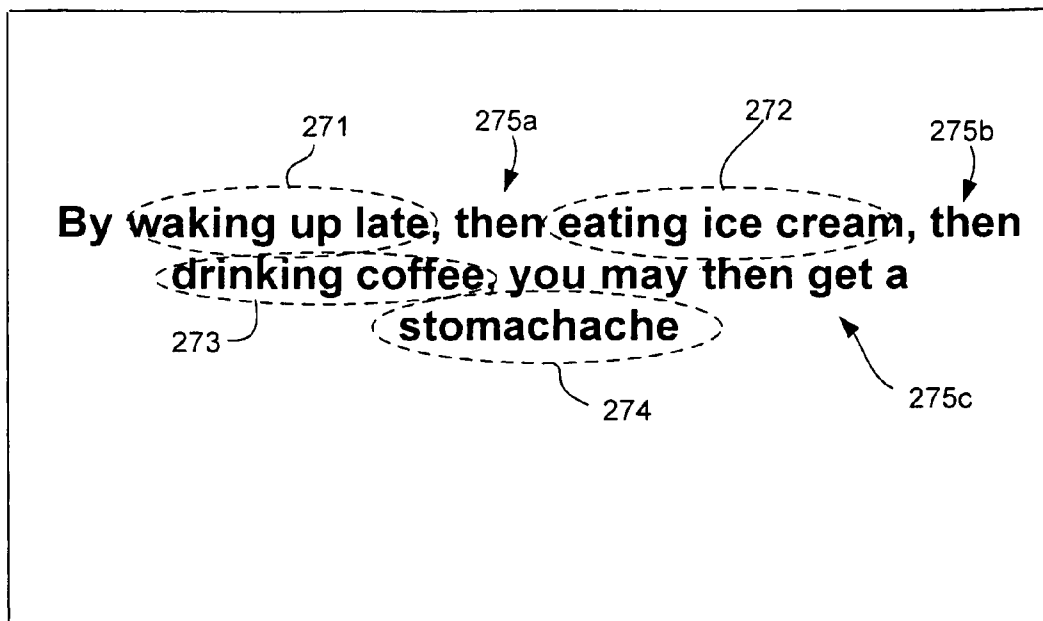 271 275a 272 275b
By waking up late, then eating ice cream, then
drinking coffee, you may then get a
273 stomachache
274 275c